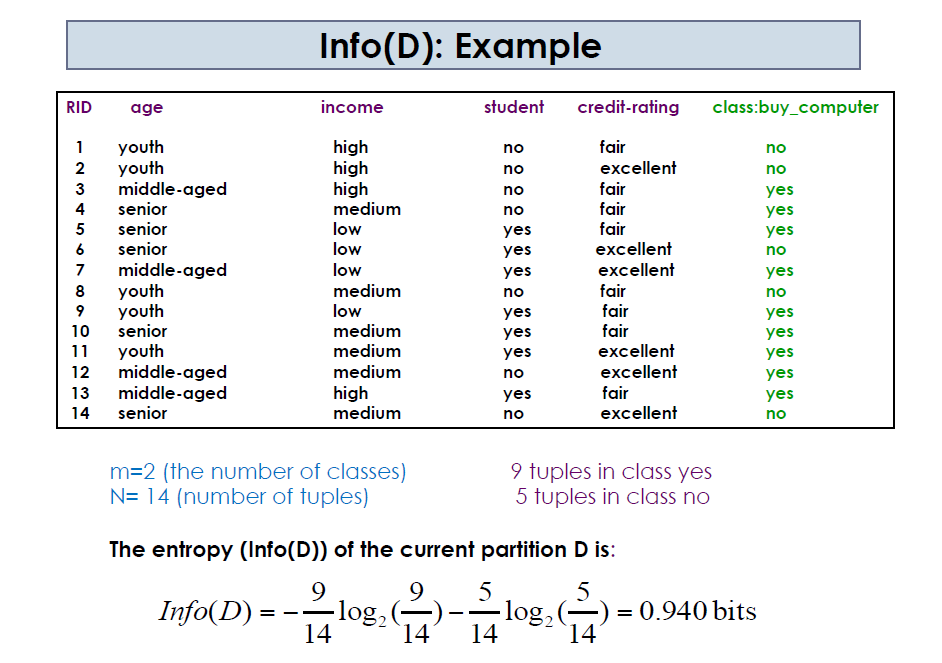 Info(D): Example
RID age income student credit-rating class:buy_computer
1 youth high no fair no
2 youth high no excellent no
3 middle-aged high no fair yes
4 senior medium no fair yes
5 senior low yes fair yes
6 senior low yes excellent no
7 middle-aged low yes excellent yes
8 youth medium no fair no
9 youth low yes fair yes
10 senior medium yes fair yes
11 youth medium yes excellent yes
12 middle-aged medium no excellent yes
13 middle-aged high yes fair yes
14 senior medium no excellent no
m=2 (the number of classes) 9 tuples in class yes
N= 14 (number of tuples) 5 tuples in class no
The entropy (Info(D)) of the current partition D is:
Info(D) = − 9/14 log₂(9/14) − 5/14 log₂(5/14) = 0.940 bits